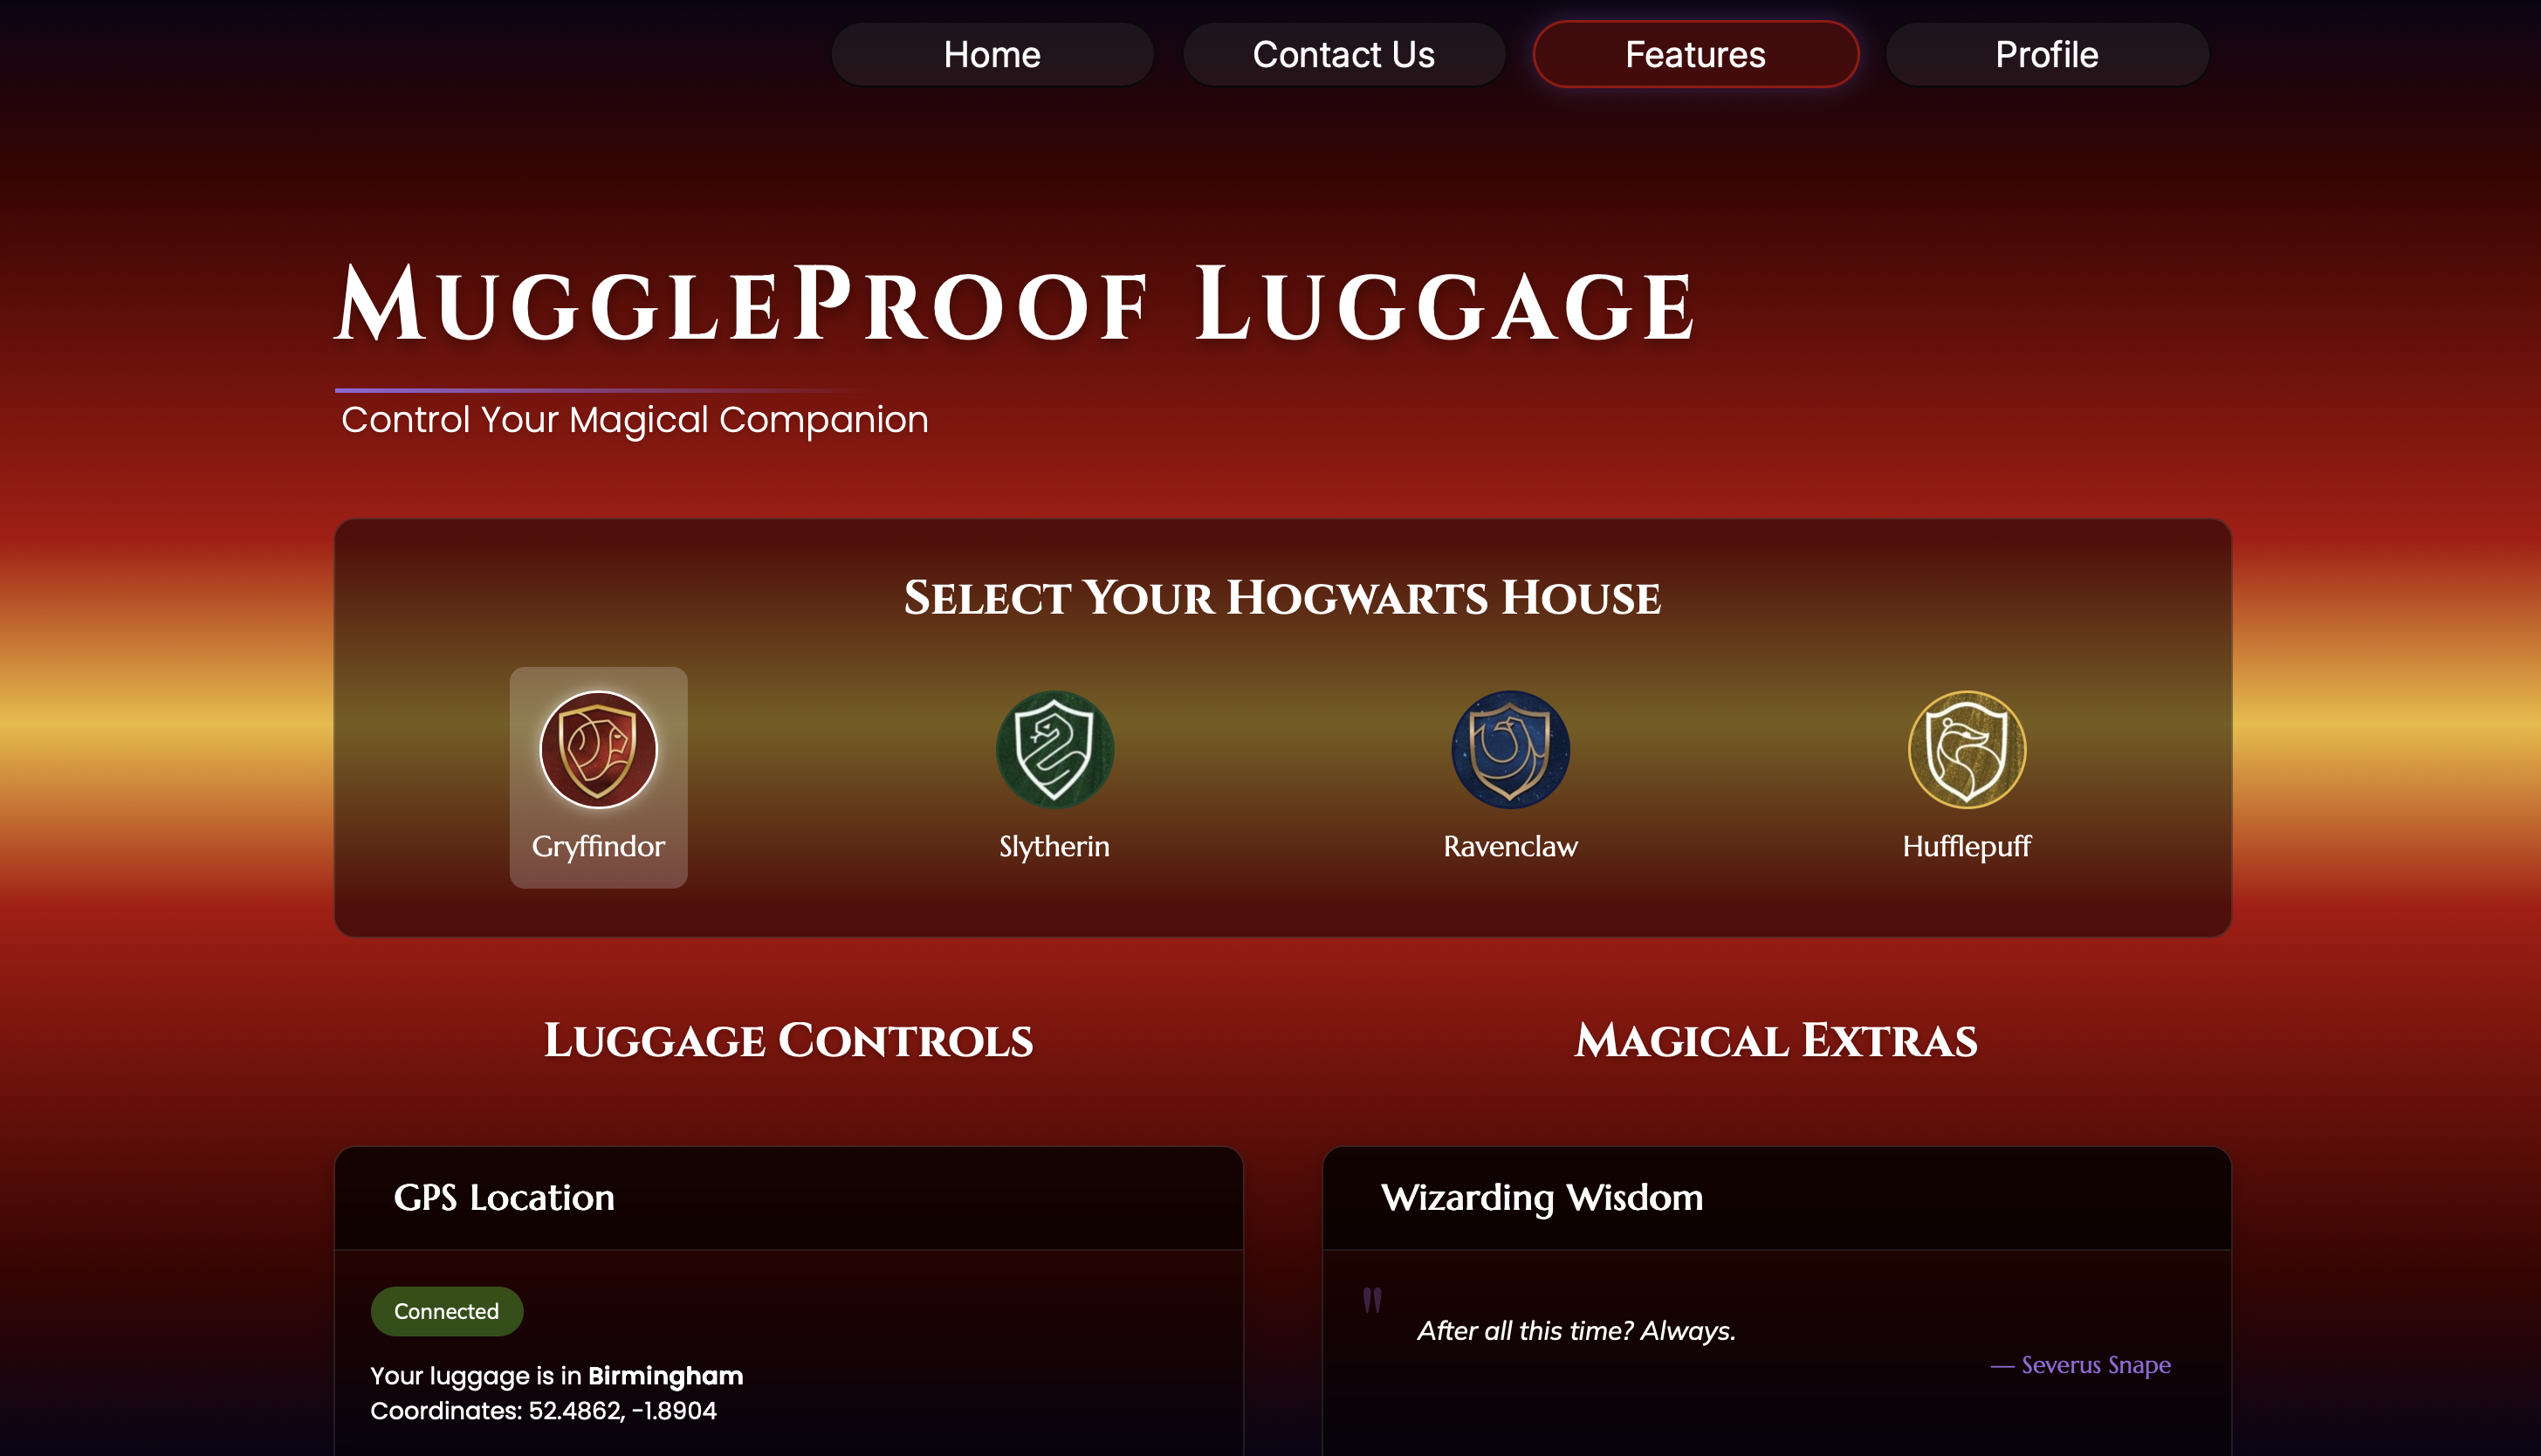 Home
Contact Us
Features
Profile
MuggleProof Luggage
Control Your Magical Companion
Select Your Hogwarts House
Gryffindor
Slytherin
Ravenclaw
Hufflepuff
Luggage Controls
Magical Extras
GPS Location
Connected
Your luggage is in Birmingham
Coordinates: 52.4862, -1.8904
Wizarding Wisdom
"
After all this time? Always.
— Severus Snape